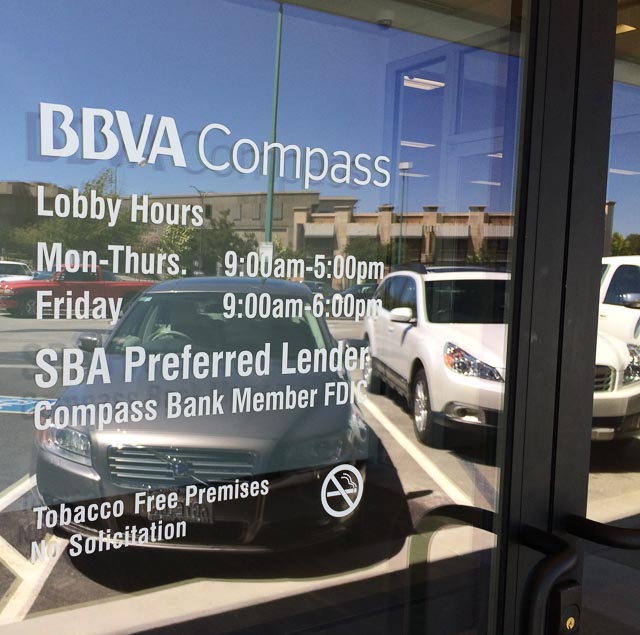 BBVA Compass
Lobby Hours
Mon-Thurs. 9:00am-5:00pm
Friday 9:00am-6:00pm
SBA Preferred Lender
Compass Bank Member FDIC
Tobacco Free Premises
No Solicitation